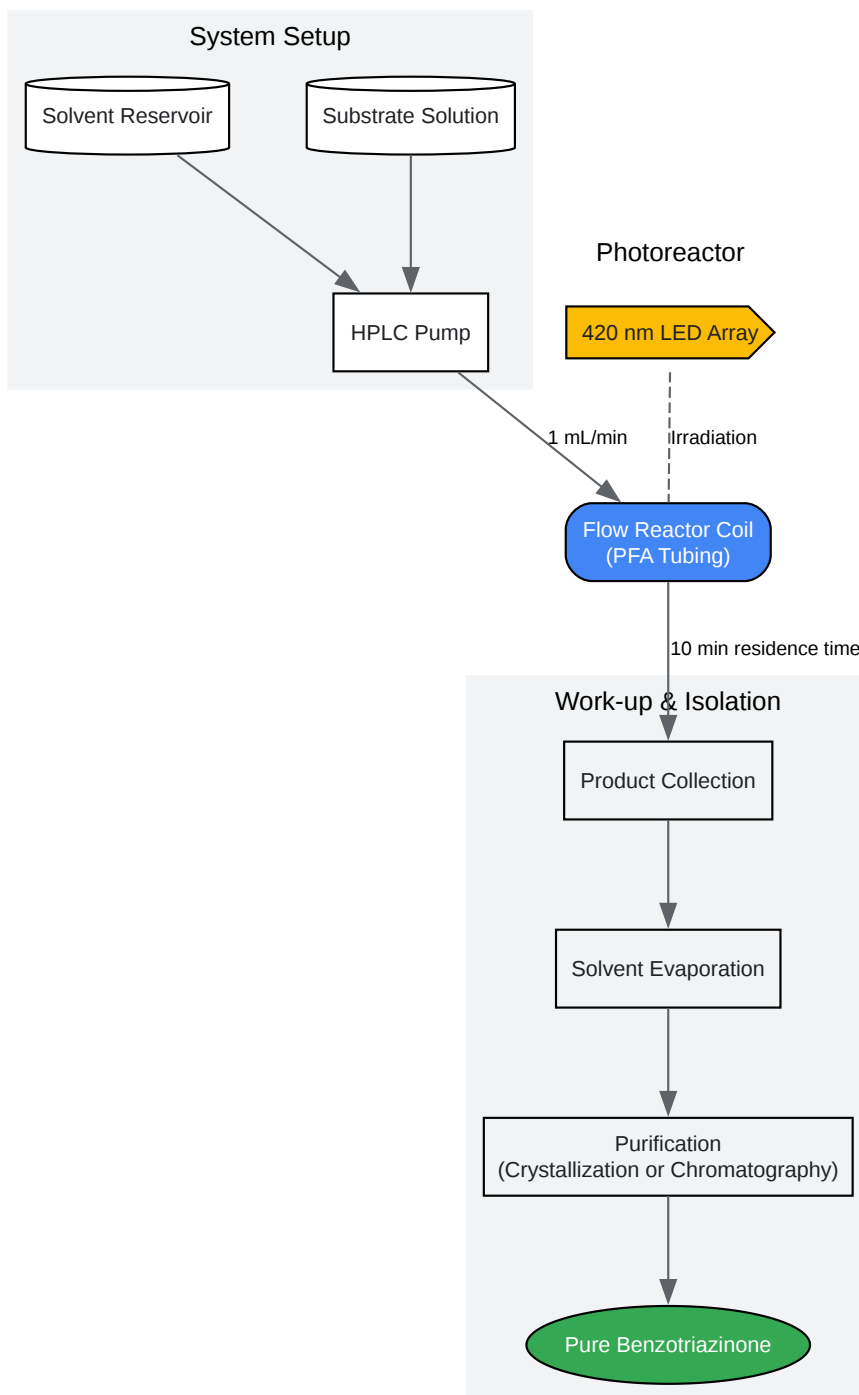 System Setup
Solvent Reservoir
Substrate Solution
HPLC Pump
Photoreactor
420 nm LED Array
1 mL/min
Irradiation
Flow Reactor Coil
(PFA Tubing)
10 min residence time
Work-up & Isolation
Product Collection
Solvent Evaporation
Purification
(Crystallization or Chromatography)
Pure Benzotriazinone